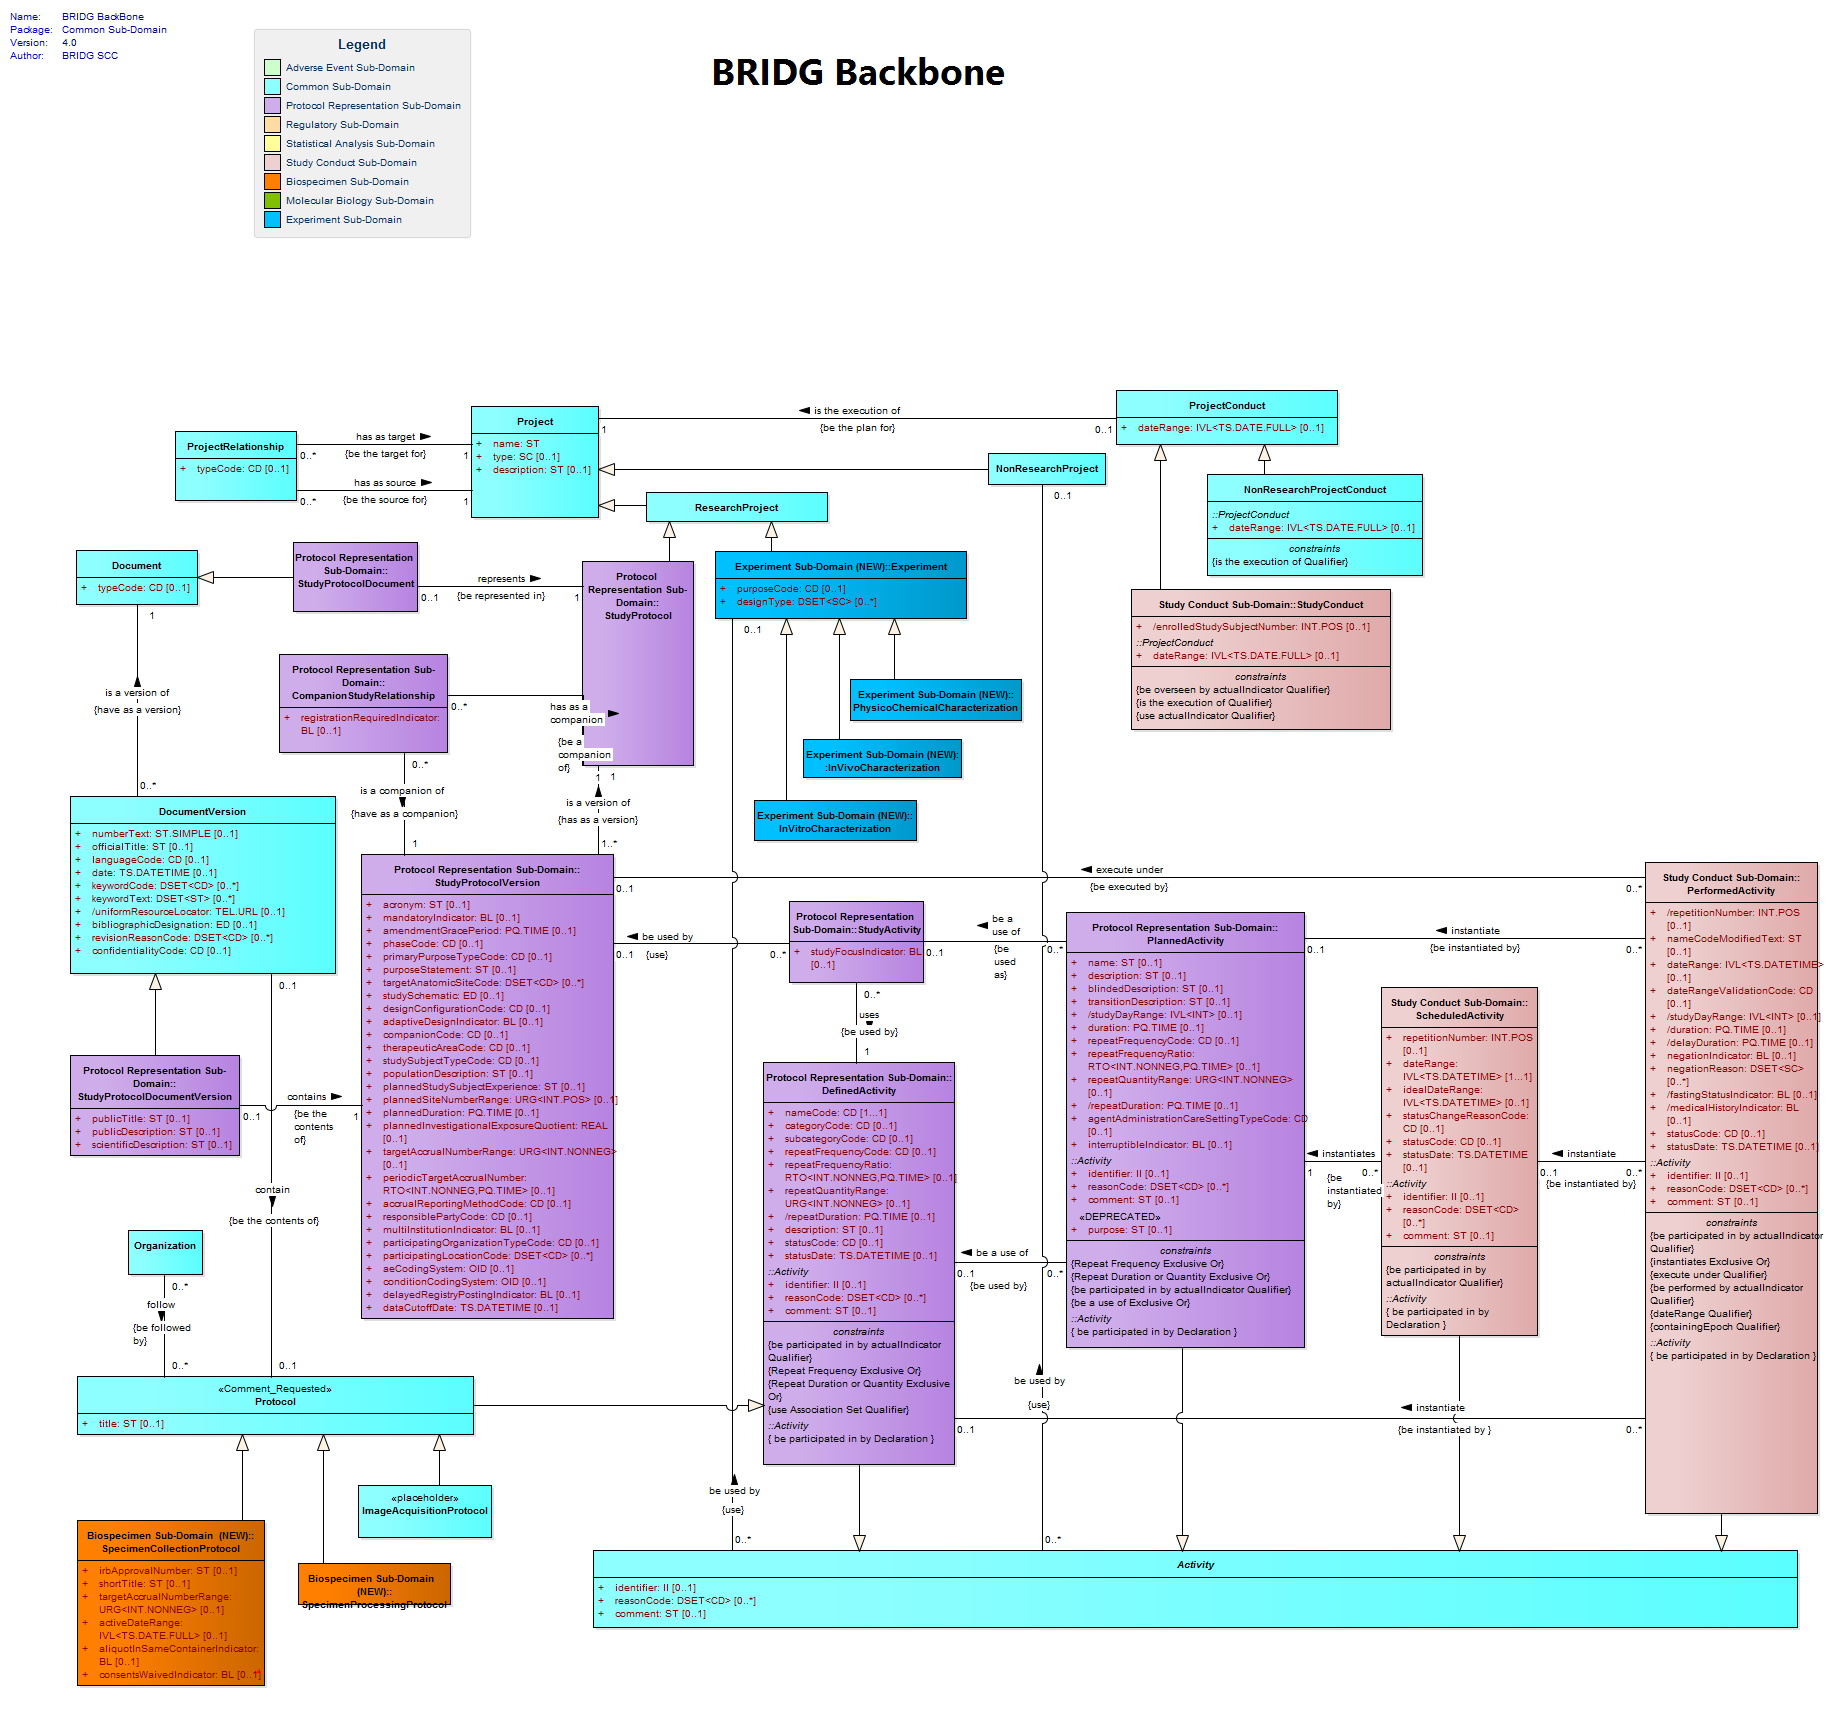 Name: BRIDG BackBone
Package: Common Sub-Domain
Version: 4.0
Author: BRIDG SCC
Legend
Adverse Event Sub-Domain
Common Sub-Domain
Protocol Representation Sub-Domain
Regulatory Sub-Domain
Statistical Analysis Sub-Domain
Study Conduct Sub-Domain
Biospecimen Sub-Domain
Molecular Biology Sub-Domain
Experiment Sub-Domain
BRIDG Backbone
ProjectRelationship
+ typeCode: CD [0..1]
has as target
0..*
{be the target for}
1
has as source
0..*
{be the source for}
1
Project
+ name: ST
+ type: SC [0..1]
+ description: ST [0..1]
is the execution of
1
{be the plan for}
0..1
ProjectConduct
+ dateRange: IVL<TS.DATE.FULL> [0..1]
NonResearchProject
0..1
NonResearchProjectConduct
::ProjectConduct
+ dateRange: IVL<TS.DATE.FULL> [0..1]
constraints
{is the execution of Qualifier}
ResearchProject
Document
+ typeCode: CD [0..1]
1
Protocol Representation
Sub-Domain::
StudyProtocolDocument
represents
0..1
{be represented in}
1
Protocol
Representation Sub-
Domain::
StudyProtocol
Experiment Sub-Domain (NEW)::Experiment
+ purposeCode: CD [0..1]
+ designType: DSET<SC> [0..*]
0..1
Study Conduct Sub-Domain::StudyConduct
+ /enrolledStudySubjectNumber: INT.POS [0..1]
::ProjectConduct
+ dateRange: IVL<TS.DATE.FULL> [0..1]
constraints
{be overseen by actualIndicator Qualifier}
{is the execution of Qualifier}
{use actualIndicator Qualifier}
is a version of
{have as a version}
0..*
Protocol Representation Sub-
Domain::
CompanionStudyRelationship
+ registrationRequiredIndicator:
BL [0..1]
0..*
has as a
companion
{be a
companion
of}
1
0..*
is a companion of
{have as a companion}
1
1
is a version of
{has as a version}
1..*
Experiment Sub-Domain (NEW)::
PhysicoChemicalCharacterization
Experiment Sub-Domain (NEW):
:InVivoCharacterization
Experiment Sub-Domain (NEW)::
InVitroCharacterization
DocumentVersion
+ numberText: ST.SIMPLE [0..1]
+ officialTitle: ST [0..1]
+ languageCode: CD [0..1]
+ date: TS.DATETIME [0..1]
+ keywordCode: DSET<CD> [0..*]
+ keywordText: DSET<ST> [0..*]
+ /uniformResourceLocator: TEL.URL [0..1]
+ bibliographicDesignation: ED [0..1]
+ revisionReasonCode: DSET<CD> [0..*]
+ confidentialityCode: CD [0..1]
0..1
Protocol Representation Sub-
Domain::
StudyProtocolDocumentVersion
+ publicTitle: ST [0..1]
+ publicDescription: ST [0..1]
+ scientificDescription: ST [0..1]
contains
0..1
{be the
contents
of}
1
contain
{be the contents of}
0..1
Protocol Representation Sub-Domain::
StudyProtocolVersion
+ acronym: ST [0..1]
+ mandatoryIndicator: BL [0..1]
+ amendmentGracePeriod: PQ.TIME [0..1]
+ phaseCode: CD [0..1]
+ primaryPurposeTypeCode: CD [0..1]
+ purposeStatement: ST [0..1]
+ targetAnatomicSiteCode: DSET<CD> [0..*]
+ studySchematic: ED [0..1]
+ designConfigurationCode: CD [0..1]
+ adaptiveDesignIndicator: BL [0..1]
+ companionCode: CD [0..1]
+ therapeuticAreaCode: CD [0..1]
+ studySubjectTypeCode: CD [0..1]
+ populationDescription: ST [0..1]
+ plannedStudySubjectExperience: ST [0..1]
+ plannedSiteNumberRange: URG<INT.POS> [0..1]
+ plannedDuration: PQ.TIME [0..1]
+ plannedInvestigationalExposureQuotient: REAL
[0..1]
+ targetAccrualNumberRange: URG<INT.NONNEG>
[0..1]
+ periodicTargetAccrualNumber:
RTO<INT.NONNEG,PQ.TIME> [0..1]
+ accrualReportingMethodCode: CD [0..1]
+ responsiblePartyCode: CD [0..1]
+ multiInstitutionIndicator: BL [0..1]
+ participatingOrganizationTypeCode: CD [0..1]
+ participatingLocationCode: DSET<CD> [0..*]
+ aeCodingSystem: OID [0..1]
+ conditionCodingSystem: OID [0..1]
+ delayedRegistryPostingIndicator: BL [0..1]
+ dataCutoffDate: TS.DATETIME [0..1]
execute under
0..1
{be executed by}
0..*
be used by
0..1
{use}
0..*
Protocol Representation
Sub-Domain::StudyActivity
+ studyFocusIndicator: BL
[0..1]
be a
use of
0..1
{be
used
as}
0..*
0..*
uses
{be used by}
1
Protocol Representation Sub-Domain::
DefinedActivity
+ nameCode: CD [1...1]
+ categoryCode: CD [0..1]
+ subcategoryCode: CD [0..1]
+ repeatFrequencyCode: CD [0..1]
+ repeatFrequencyRatio:
RTO<INT.NONNEG,PQ.TIME> [0..1]
+ repeatQuantityRange:
URG<INT.NONNEG> [0..1]
+ /repeatDuration: PQ.TIME [0..1]
+ description: ST [0..1]
+ statusCode: CD [0..1]
+ statusDate: TS.DATETIME [0..1]
::Activity
+ identifier: II [0..1]
+ reasonCode: DSET<CD> [0..*]
+ comment: ST [0..1]
constraints
{be participated in by actualIndicator
Qualifier}
{Repeat Frequency Exclusive Or}
{Repeat Duration or Quantity Exclusive
Or}
{use Association Set Qualifier}
::Activity
{ be participated in by Declaration }
be a use of
0..1
{be used by}
0..*
Protocol Representation Sub-Domain::
PlannedActivity
+ name: ST [0..1]
+ description: ST [0..1]
+ blindedDescription: ST [0..1]
+ transitionDescription: ST [0..1]
+ /studyDayRange: IVL<INT> [0..1]
+ duration: PQ.TIME [0..1]
+ repeatFrequencyCode: CD [0..1]
+ repeatFrequencyRatio:
RTO<INT.NONNEG,PQ.TIME> [0..1]
+ repeatQuantityRange: URG<INT.NONNEG>
[0..1]
+ /repeatDuration: PQ.TIME [0..1]
+ agentAdministrationCareSettingTypeCode: CD
[0..1]
+ interruptibleIndicator: BL [0..1]
::Activity
+ identifier: II [0..1]
+ reasonCode: DSET<CD> [0..*]
+ comment: ST [0..1]
«DEPRECATED»
+ purpose: ST [0..1]
constraints
{Repeat Frequency Exclusive Or}
{Repeat Duration or Quantity Exclusive Or}
{be participated in by actualIndicator Qualifier}
{be a use of Exclusive Or}
::Activity
{ be participated in by Declaration }
instantiate
0..1
{be instantiated by}
0..*
instantiates
1
{be
instantiated
by}
0..*
Study Conduct Sub-Domain::
ScheduledActivity
+ repetitionNumber: INT.POS
[0..1]
+ dateRange:
IVL<TS.DATETIME> [1...1]
+ idealDateRange:
IVL<TS.DATETIME> [0..1]
+ statusChangeReasonCode:
CD [0..1]
+ statusCode: CD [0..1]
+ statusDate: TS.DATETIME
[0..1]
::Activity
+ identifier: II [0..1]
+ reasonCode: DSET<CD>
[0..*]
+ comment: ST [0..1]
constraints
{be participated in by
actualIndicator Qualifier}
::Activity
{ be participated in by
Declaration }
instantiate
0..1
{be instantiated by}
0..*
Study Conduct Sub-Domain::
PerformedActivity
+ /repetitionNumber: INT.POS
[0..1]
+ nameCodeModifiedText: ST
[0..1]
+ dateRange: IVL<TS.DATETIME>
[0..1]
+ dateRangeValidationCode: CD
[0..1]
+ /studyDayRange: IVL<INT> [0..1]
+ /duration: PQ.TIME [0..1]
+ /delayDuration: PQ.TIME [0..1]
+ negationIndicator: BL [0..1]
+ negationReason: DSET<SC>
[0..*]
+ /fastingStatusIndicator: BL [0..1]
+ /medicalHistoryIndicator: BL
[0..1]
+ statusCode: CD [0..1]
+ statusDate: TS.DATETIME [0..1]
::Activity
+ identifier: II [0..1]
+ reasonCode: DSET<CD> [0..*]
+ comment: ST [0..1]
constraints
{be participated in by actualIndicator
Qualifier}
{instantiates Exclusive Or}
{execute under Qualifier}
{be performed by actualIndicator
Qualifier}
{dateRange Qualifier}
{containingEpoch Qualifier}
::Activity
{ be participated in by Declaration }
instantiate
0..1
{be instantiated by }
0..*
Organization
0..*
follow
{be followed
by}
0..*
«Comment_Requested»
Protocol
+ title: ST [0..1]
«placeholder»
ImageAcquisitionProtocol
Biospecimen Sub-Domain (NEW)::
SpecimenCollectionProtocol
+ irbApprovalNumber: ST [0..1]
+ shortTitle: ST [0..1]
+ targetAccrualNumberRange:
URG<INT.NONNEG> [0..1]
+ activeDateRange:
IVL<TS.DATE.FULL> [0..1]
+ aliquotInSameContainerIndicator:
BL [0..1]
+ consentsWaivedIndicator: BL [0..1]
Biospecimen Sub-Domain
(NEW)::
SpecimenProcessingProtocol
be used by
{use}
0..*
be used by
{use}
0..*
Activity
+ identifier: II [0..1]
+ reasonCode: DSET<CD> [0..*]
+ comment: ST [0..1]